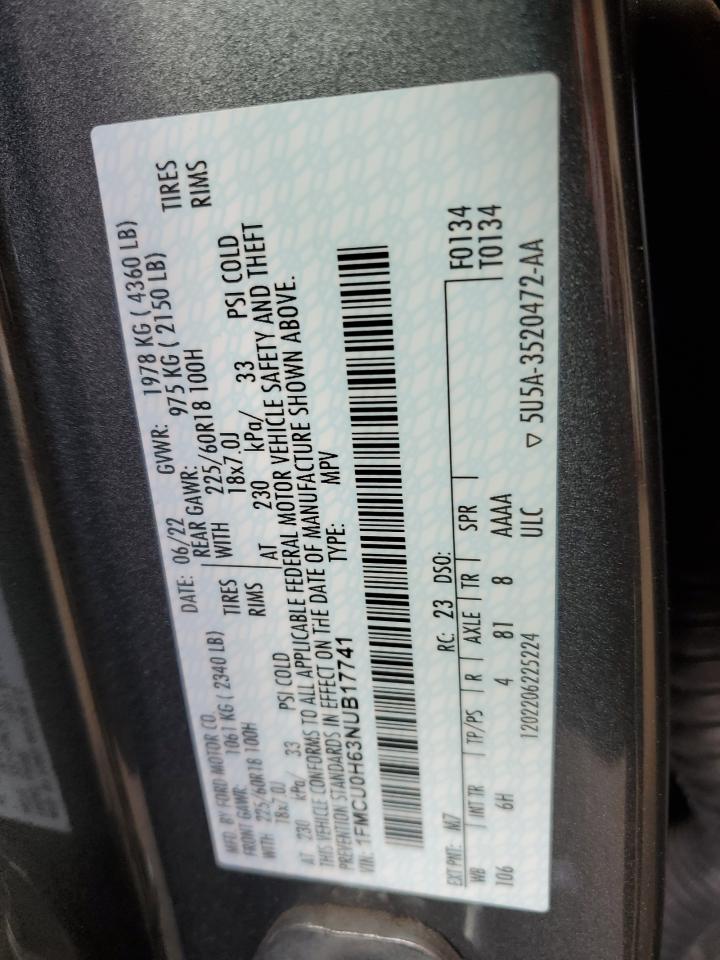 MFD. BY FORD MOTOR CO.
DATE: 06/22 GVWR: 1978 KG ( 4360 LB)
FRONT GAWR: 1061 KG ( 2340 LB) REAR GAWR: 975 KG ( 2150 LB)
WITH 225/60R18 100H TIRES WITH 225/60R18 100H TIRES
18x7.0J RIMS 18x7.0J RIMS
AT 230 kPa/ 33 PSI COLD AT 230 kPa/ 33 PSI COLD
THIS VEHICLE CONFORMS TO ALL APPLICABLE FEDERAL MOTOR VEHICLE SAFETY AND THEFT
PREVENTION STANDARDS IN EFFECT ON THE DATE OF MANUFACTURE SHOWN ABOVE.
VIN: 1FMCU0H63NUB17741 TYPE: MPV
EXT PNT: N7 RC: 23 DSO: F0134
WB INT TR TP/PS R AXLE TR SPR T0134
106 6H 4 81 8 AAAA
1202206225224 ULC ▽ 5U5A-3520472-AA